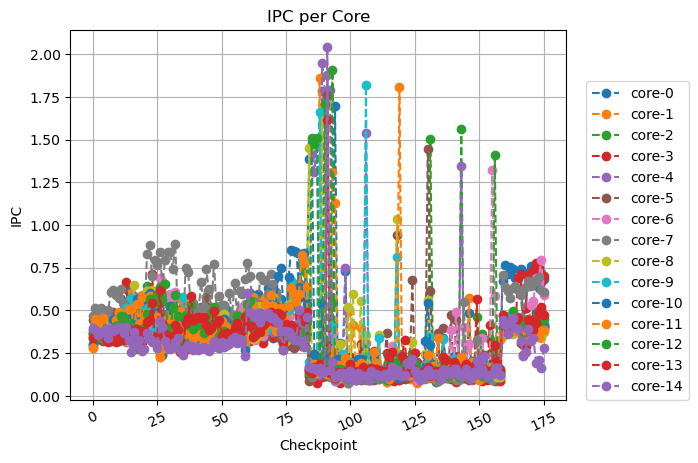 IPC per Core
IPC
2.00
1.75
1.50
1.25
1.00
0.75
0.50
0.25
0.00
0
25
50
75
100
125
150
175
Checkpoint
core-0
core-1
core-2
core-3
core-4
core-5
core-6
core-7
core-8
core-9
core-10
core-11
core-12
core-13
core-14